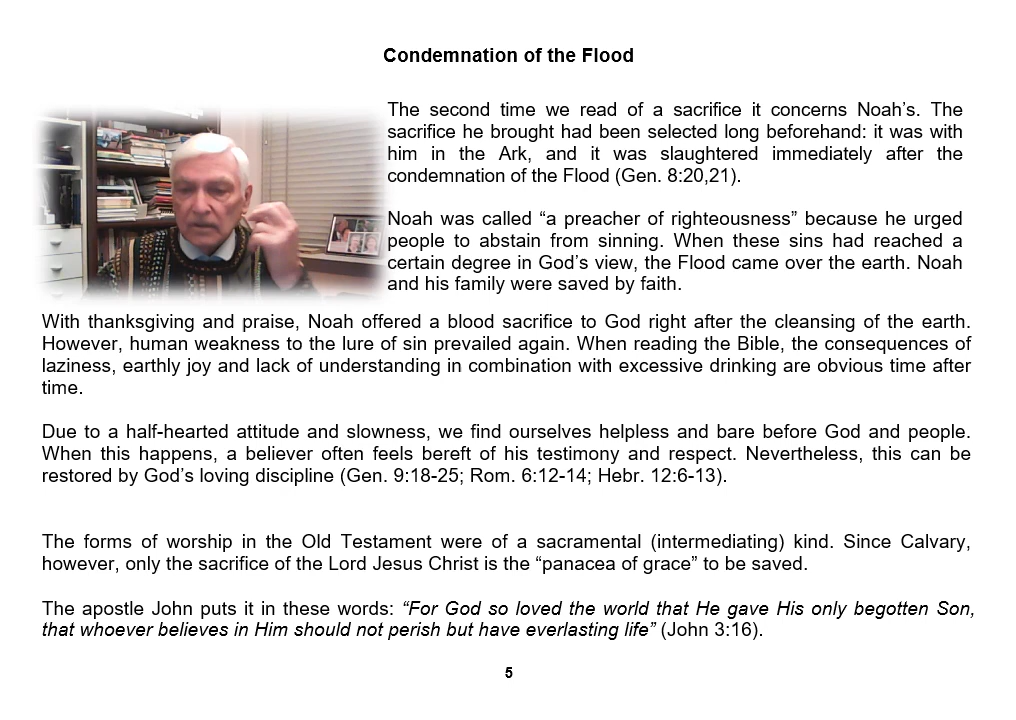 Condemnation of the Flood
The second time we read of a sacrifice it concerns Noah’s. The
sacrifice he brought had been selected long beforehand: it was with
him in the Ark, and it was slaughtered immediately after the
condemnation of the Flood (Gen. 8:20,21).
Noah was called “a preacher of righteousness” because he urged
people to abstain from sinning. When these sins had reached a
certain degree in God’s view, the Flood came over the earth. Noah
and his family were saved by faith.
With thanksgiving and praise, Noah offered a blood sacrifice to God right after the cleansing of the earth.
However, human weakness to the lure of sin prevailed again. When reading the Bible, the consequences of
laziness, earthly joy and lack of understanding in combination with excessive drinking are obvious time after
time.
Due to a half-hearted attitude and slowness, we find ourselves helpless and bare before God and people.
When this happens, a believer often feels bereft of his testimony and respect. Nevertheless, this can be
restored by God’s loving discipline (Gen. 9:18-25; Rom. 6:12-14; Hebr. 12:6-13).
The forms of worship in the Old Testament were of a sacramental (intermediating) kind. Since Calvary,
however, only the sacrifice of the Lord Jesus Christ is the “panacea of grace” to be saved.
The apostle John puts it in these words: “For God so loved the world that He gave His only begotten Son,
that whoever believes in Him should not perish but have everlasting life” (John 3:16).
5